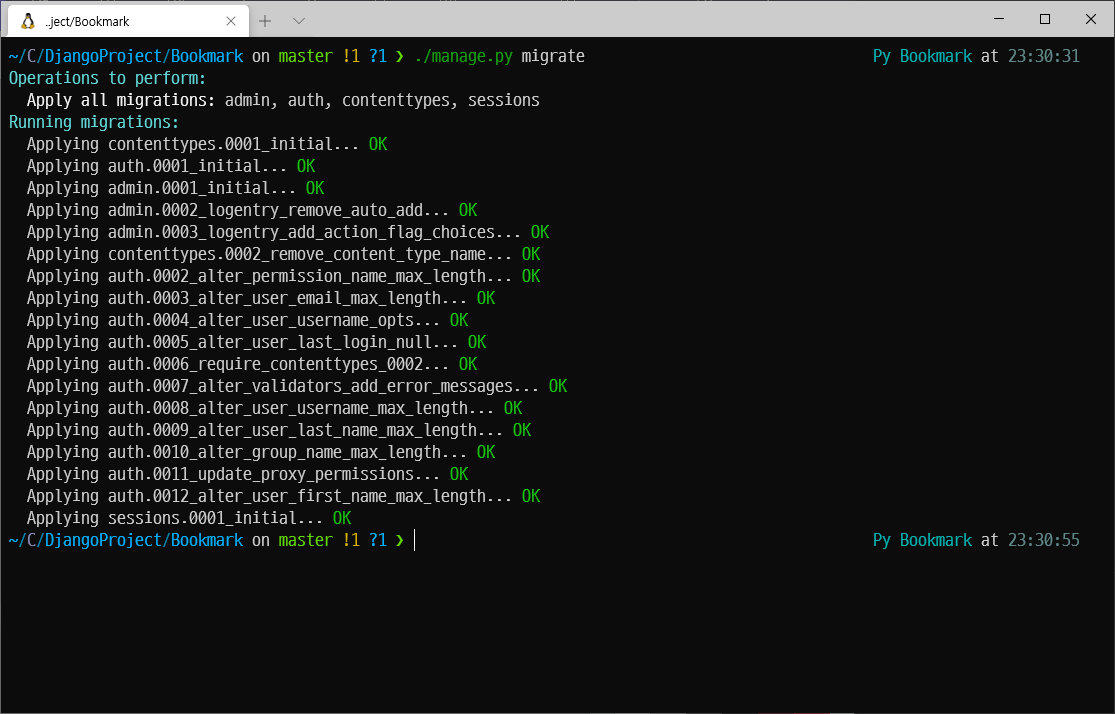 ..ject/Bookmark
~/C/DjangoProject/Bookmark on master !1 ?1 ❯ ./manage.py migrate Py Bookmark at 23:30:31
Operations to perform:
Apply all migrations: admin, auth, contenttypes, sessions
Running migrations:
Applying contenttypes.0001_initial... OK
Applying auth.0001_initial... OK
Applying admin.0001_initial... OK
Applying admin.0002_logentry_remove_auto_add... OK
Applying admin.0003_logentry_add_action_flag_choices... OK
Applying contenttypes.0002_remove_content_type_name... OK
Applying auth.0002_alter_permission_name_max_length... OK
Applying auth.0003_alter_user_email_max_length... OK
Applying auth.0004_alter_user_username_opts... OK
Applying auth.0005_alter_user_last_login_null... OK
Applying auth.0006_require_contenttypes_0002... OK
Applying auth.0007_alter_validators_add_error_messages... OK
Applying auth.0008_alter_user_username_max_length... OK
Applying auth.0009_alter_user_last_name_max_length... OK
Applying auth.0010_alter_group_name_max_length... OK
Applying auth.0011_update_proxy_permissions... OK
Applying auth.0012_alter_user_first_name_max_length... OK
Applying sessions.0001_initial... OK
~/C/DjangoProject/Bookmark on master !1 ?1 ❯ Py Bookmark at 23:30:55